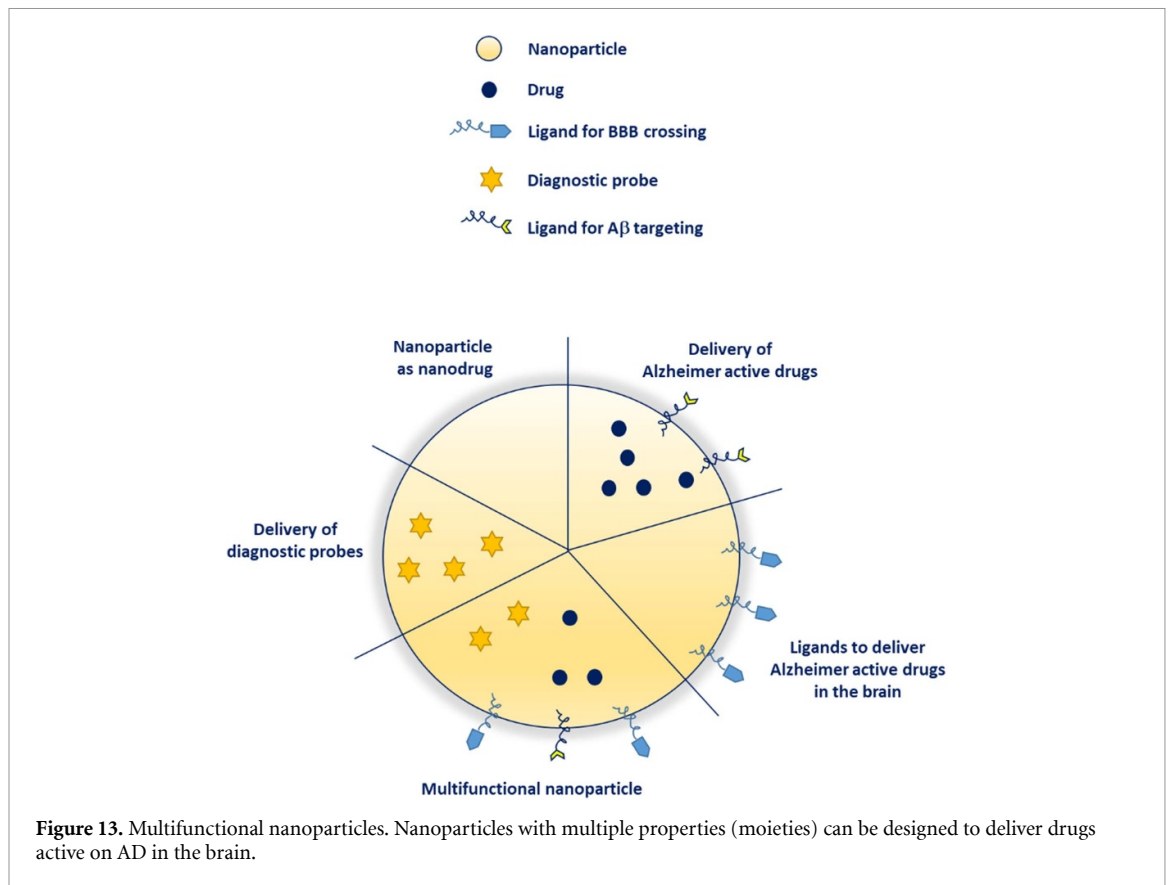 Nanoparticle
Drug
Ligand for BBB crossing
Diagnostic probe
Ligand for Aβ targeting
Nanoparticle
as nanodrug
Delivery of
Alzheimer active drugs
Delivery of
diagnostic probes
Ligands to deliver
Alzheimer active drugs
in the brain
Multifunctional nanoparticle
Figure 13. Multifunctional nanoparticles. Nanoparticles with multiple properties (moieties) can be designed to deliver drugs
active on AD in the brain.